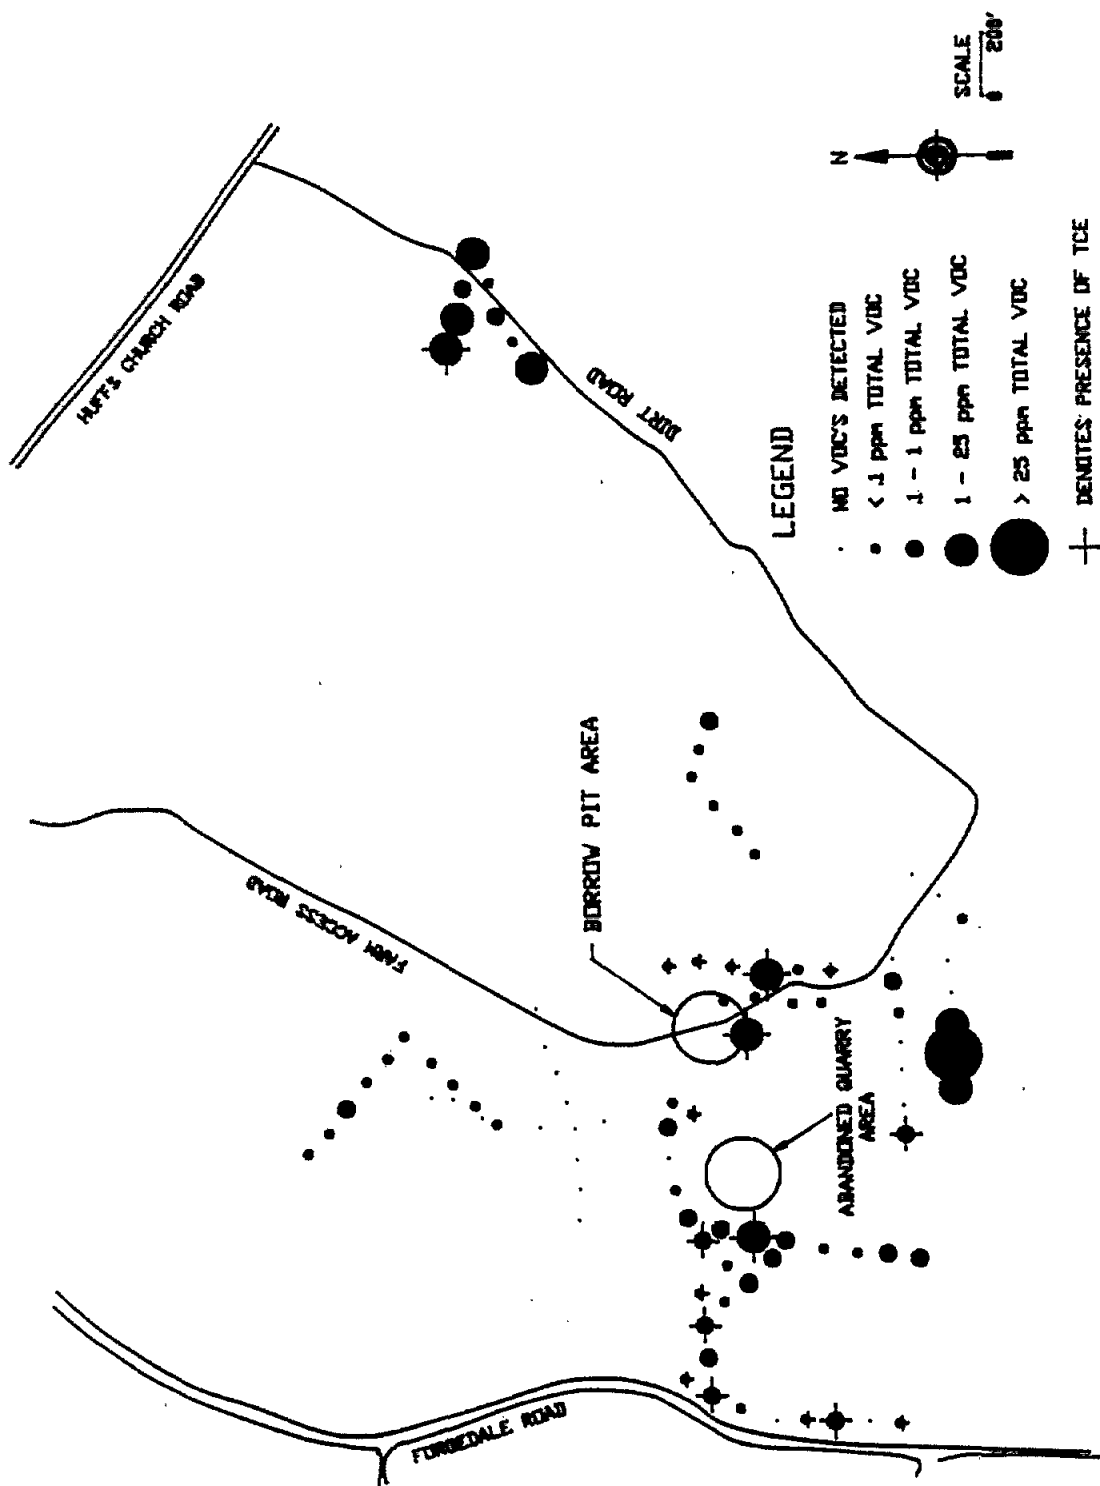 HUFF'S CHURCH ROAD
DIRT ROAD
FARM ACCESS ROAD
BORROW PIT AREA
ABANDONED QUARRY
AREA
FORGEDALE ROAD
LEGEND
NO VOC'S DETECTED
< .1 ppm TOTAL VOC
.1 - 1 ppm TOTAL VOC
1 - 25 ppm TOTAL VOC
> 25 ppm TOTAL VOC
DENOTES PRESENCE OF TCE
N
SCALE
0 200'